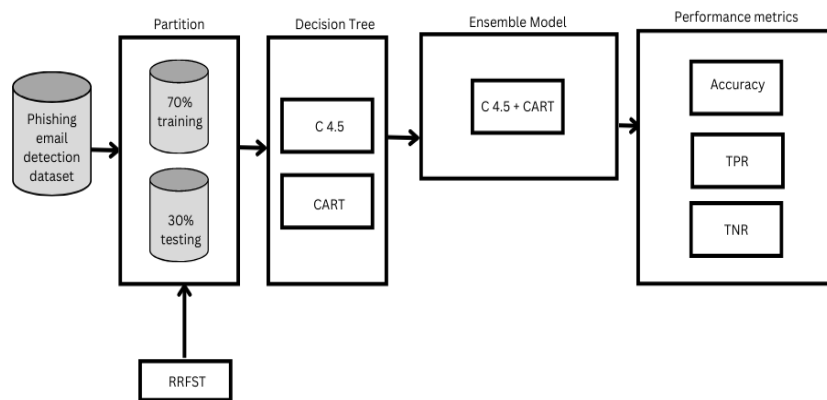 Partition
Decision Tree
Ensemble Model
Performance metrics
Phishing
email
detection
dataset
70%
training
30%
testing
C 4.5
CART
C 4.5 + CART
Accuracy
TPR
TNR
RRFST